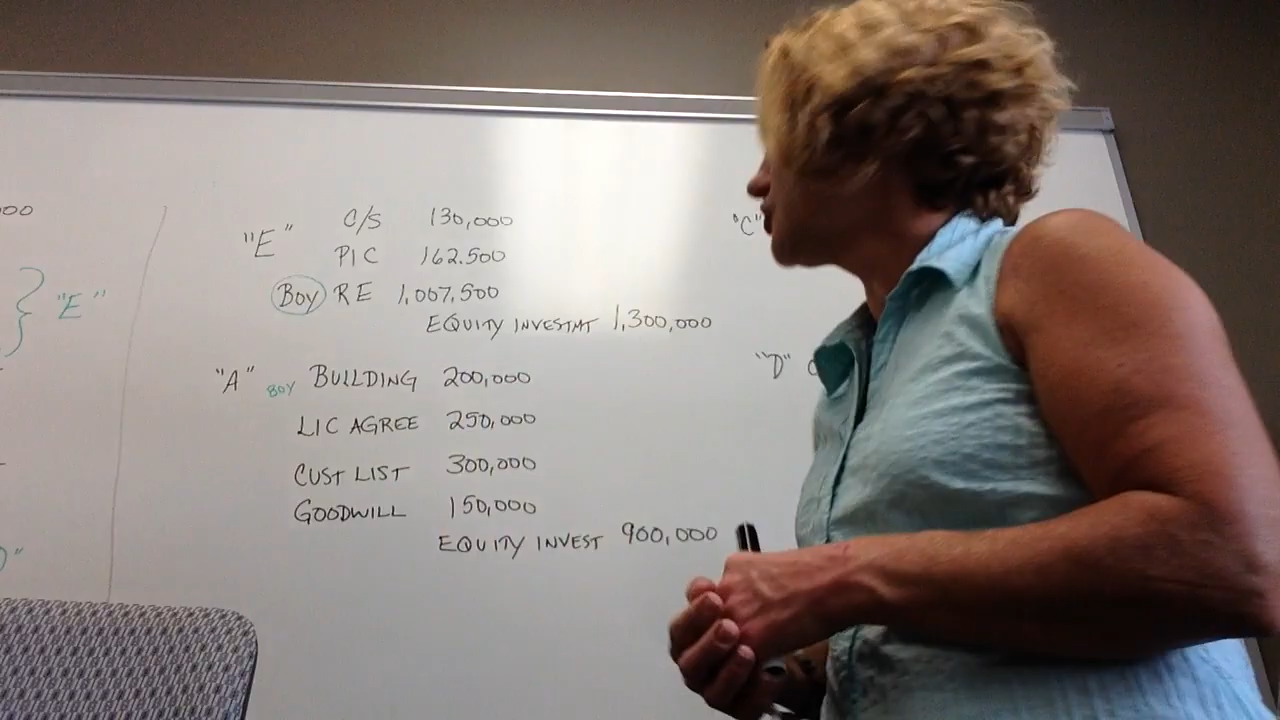 00
"E" C/S 130,000
PIC 162.500
BOY RE 1,007,500
EQUITY INVESTMT 1,300,000
"E"
"A" BOY BUILDING 200,000
LIC AGREE 250,000
CUST LIST 300,000
GOODWILL 150,000
EQUITY INVEST 900,000
"C"
"D"